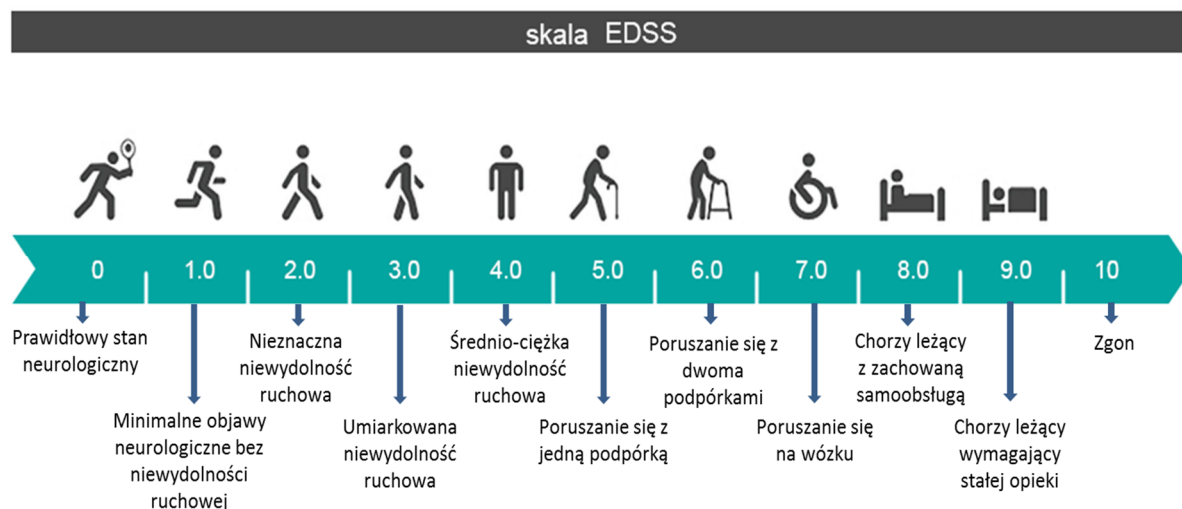 skala EDSS
0
1.0
2.0
3.0
4.0
5.0
6.0
7.0
8.0
9.0
10
Prawidłowy stan
neurologiczny
Minimalne objawy
neurologiczne bez
niewydolności
ruchowej
Nieznaczna
niewydolność
ruchowa
Umiarkowana
niewydolność
ruchowa
Średnio-ciężka
niewydolność
ruchowa
Poruszanie się z
jedną podpórką
Poruszanie się z
dwoma
podpórkami
Poruszanie się
na wózku
Chorzy leżący
z zachowaną
samoobsługą
Chorzy leżący
wymagający
stałej opieki
Zgon